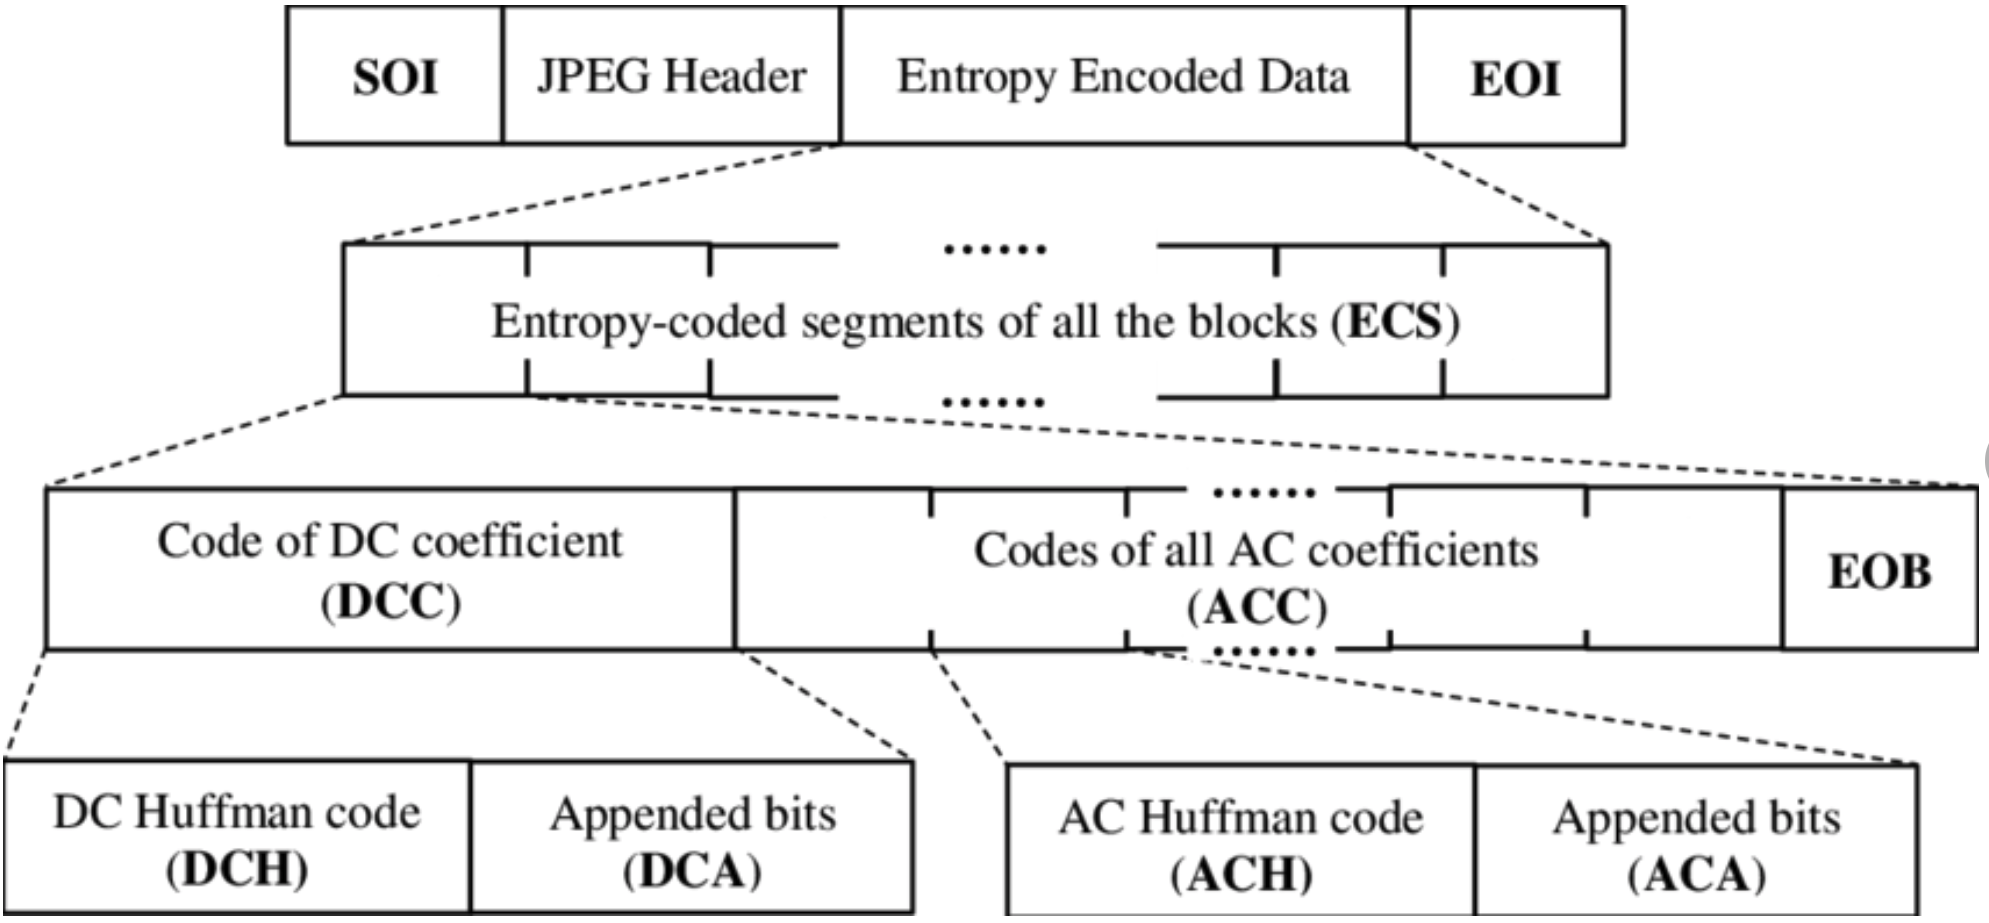 SOI
JPEG Header
Entropy Encoded Data
EOI
......
Entropy-coded segments of all the blocks (ECS)
......
......
Code of DC coefficient
(DCC)
Codes of all AC coefficients
(ACC)
EOB
......
DC Huffman code
(DCH)
Appended bits
(DCA)
AC Huffman code
(ACH)
Appended bits
(ACA)